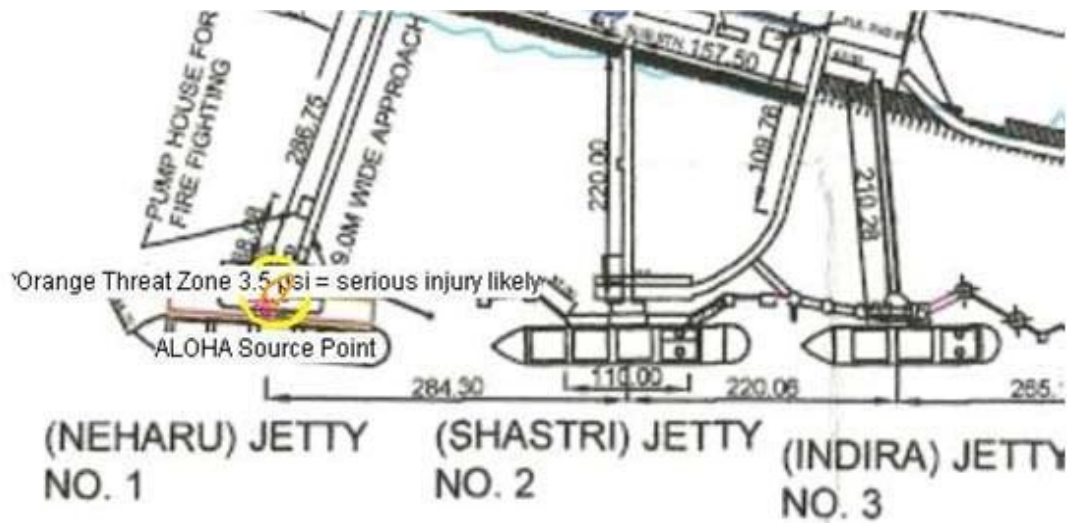 PUMP HOUSE FOR
FIRE FIGHTING
286.75
9.0M WIDE APPROACH
157.50
220.00
109.76
210.28
Orange Threat Zone 3.5 psi = serious injury likely
ALOHA Source Point
284.30
110.00
220.06
265.
(NEHARU) JETTY
NO. 1
(SHASTRI) JETTY
NO. 2
(INDIRA) JETTY
NO. 3